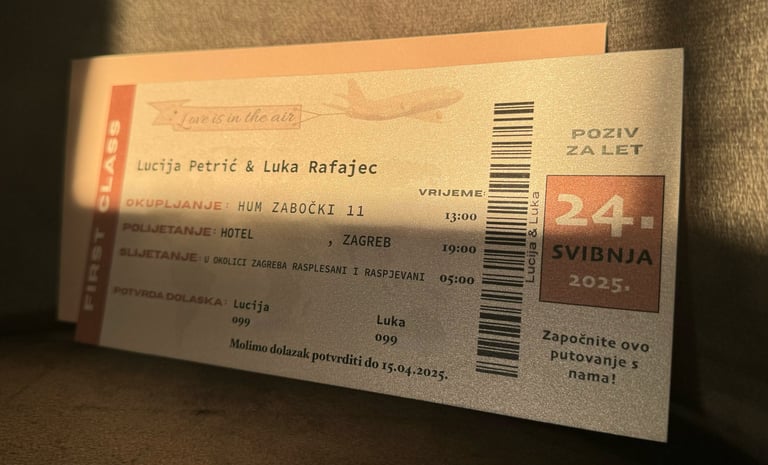 FIRST CLASS
Love is in the air
Lucija Petrić & Luka Rafajec
VRIJEME:
OKUPLJANJE: HUM ZABOČKI 11 13:00
POLIJETANJE: HOTEL , ZAGREB 19:00
SLIJETANJE: U OKOLICI ZAGREBA RASPLESANI I RASPJEVANI 05:00
POTVRDA DOLASKA: Lucija Luka
099 099
Molimo dolazak potvrditi do 15.04.2025.
Lucija & Luka
POZIV
ZA LET
24.
SVIBNJA
2025.
Započnite ovo
putovanje s
nama!